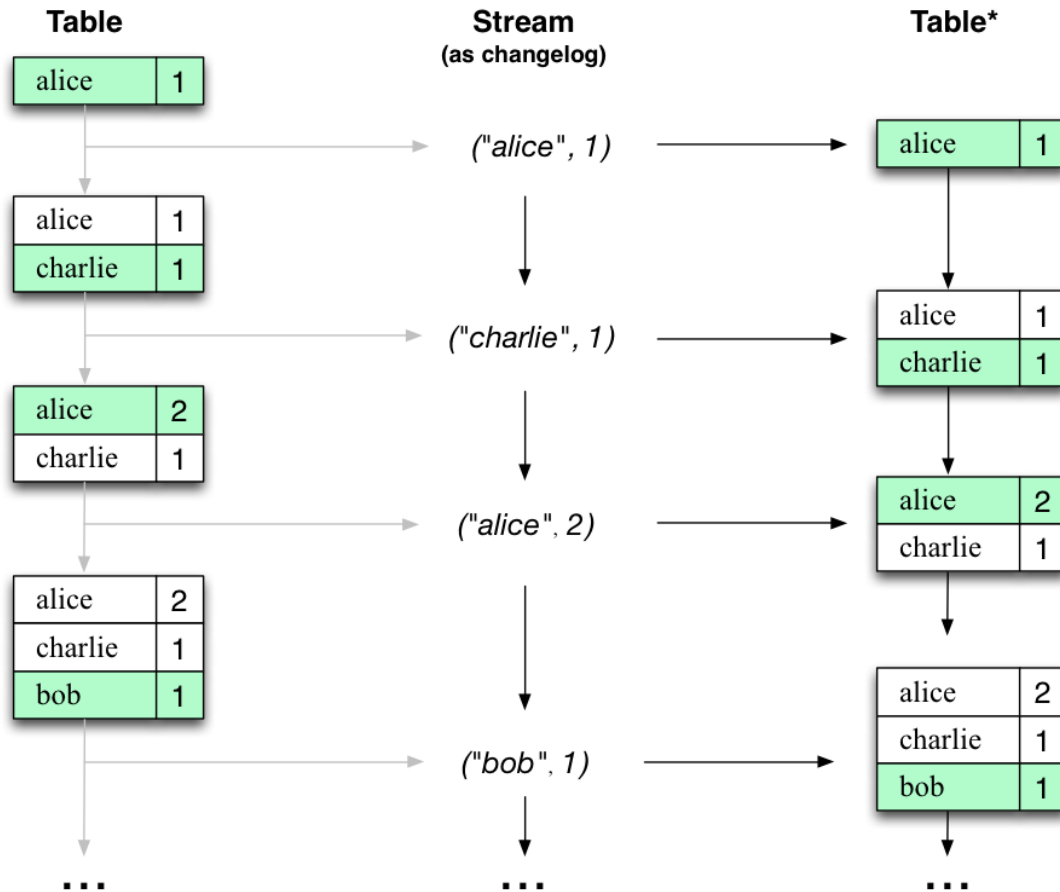 Table
Stream
(as changelog)
Table*
alice 1
("alice", 1)
alice 1
alice 1
charlie 1
("charlie", 1)
alice 1
charlie 1
alice 2
charlie 1
("alice", 2)
alice 2
charlie 1
alice 2
charlie 1
bob 1
("bob", 1)
alice 2
charlie 1
bob 1
... ... ...